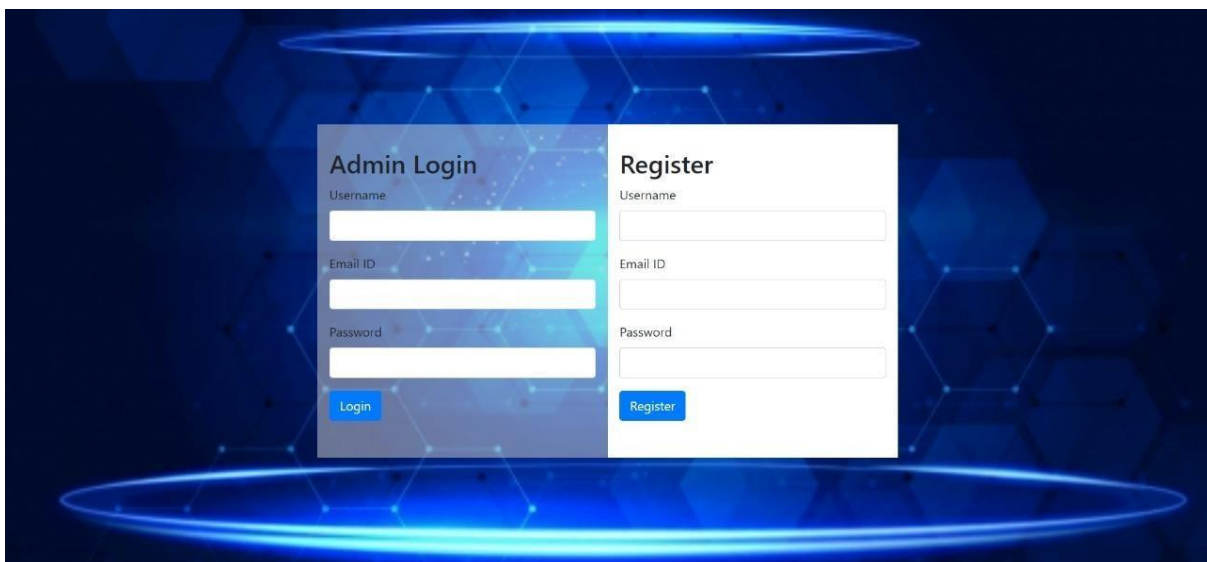 Admin Login
Username
Email ID
Password
Login
Register
Username
Email ID
Password
Register